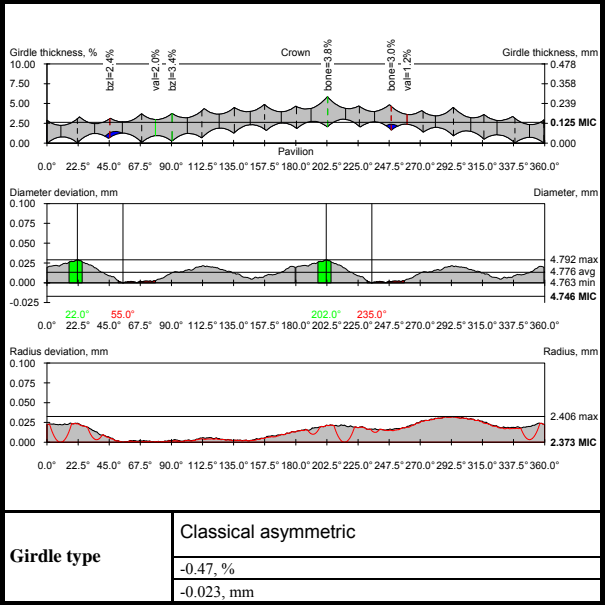 Girdle thickness, % Crown Girdle thickness, mm
bzl=2.4% val=2.0% bzl=3.4% bone=3.8% bone=3.0% val=1.2%
10.00 0.478
7.50 0.358
5.00 0.239
2.50 0.125 MIC
0.00 0.000
Pavilion
0.0° 22.5° 45.0° 67.5° 90.0° 112.5° 135.0° 157.5° 180.0° 202.5° 225.0° 247.5° 270.0° 292.5° 315.0° 337.5° 360.0°
Diameter deviation, mm Diameter, mm
0.100
0.075
0.050
0.025 4.792 max
4.776 avg
0.000 4.763 min
-0.025 4.746 MIC
22.0° 55.0° 202.0° 235.0°
0.0° 22.5° 45.0° 67.5° 90.0° 112.5° 135.0° 157.5° 180.0° 202.5° 225.0° 247.5° 270.0° 292.5° 315.0° 337.5° 360.0°
Radius deviation, mm Radius, mm
0.100
0.075
0.050
0.025 2.406 max
0.000 2.373 MIC
0.0° 22.5° 45.0° 67.5° 90.0° 112.5° 135.0° 157.5° 180.0° 202.5° 225.0° 247.5° 270.0° 292.5° 315.0° 337.5° 360.0°
Girdle type
Classical asymmetric
-0.47, %
-0.023, mm